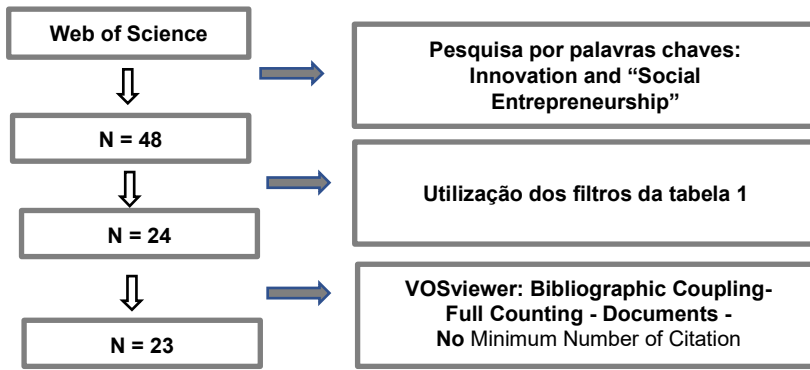 Web of Science
Pesquisa por palavras chaves:
Innovation and “Social
Entrepreneurship”
N = 48
Utilização dos filtros da tabela 1
N = 24
VOSviewer: Bibliographic Coupling-
Full Counting - Documents -
No Minimum Number of Citation
N = 23